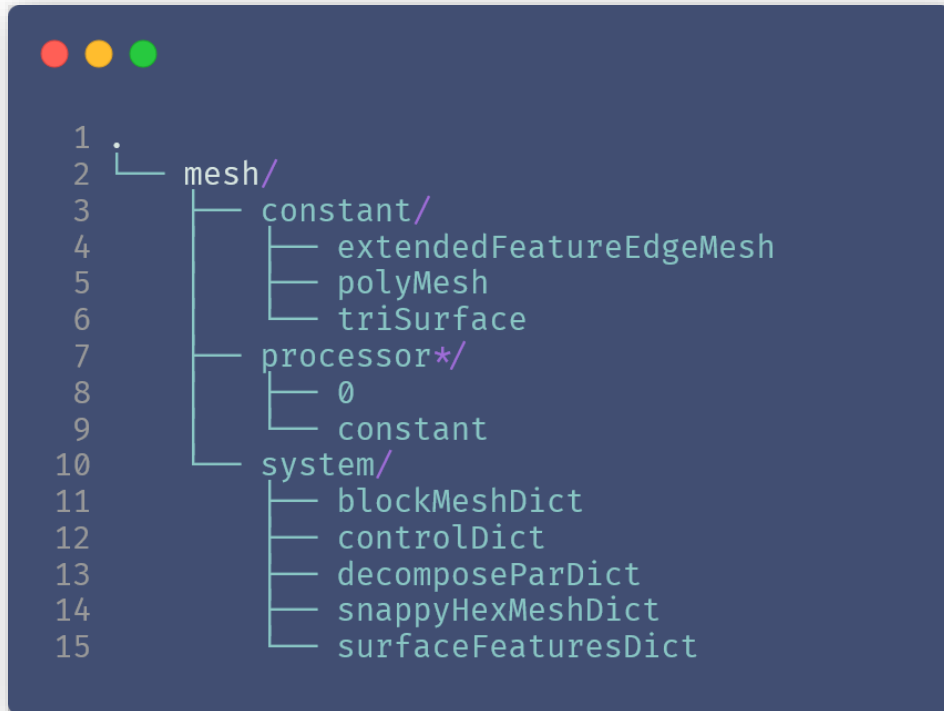 1 .
2 └── mesh/
3     ├── constant/
4     │   ├── extendedFeatureEdgeMesh
5     │   ├── polyMesh
6     │   └── triSurface
7     ├── processor*/
8     │   ├── 0
9     │   └── constant
10     └── system/
11         ├── blockMeshDict
12         ├── controlDict
13         ├── decomposeParDict
14         ├── snappyHexMeshDict
15         └── surfaceFeaturesDict